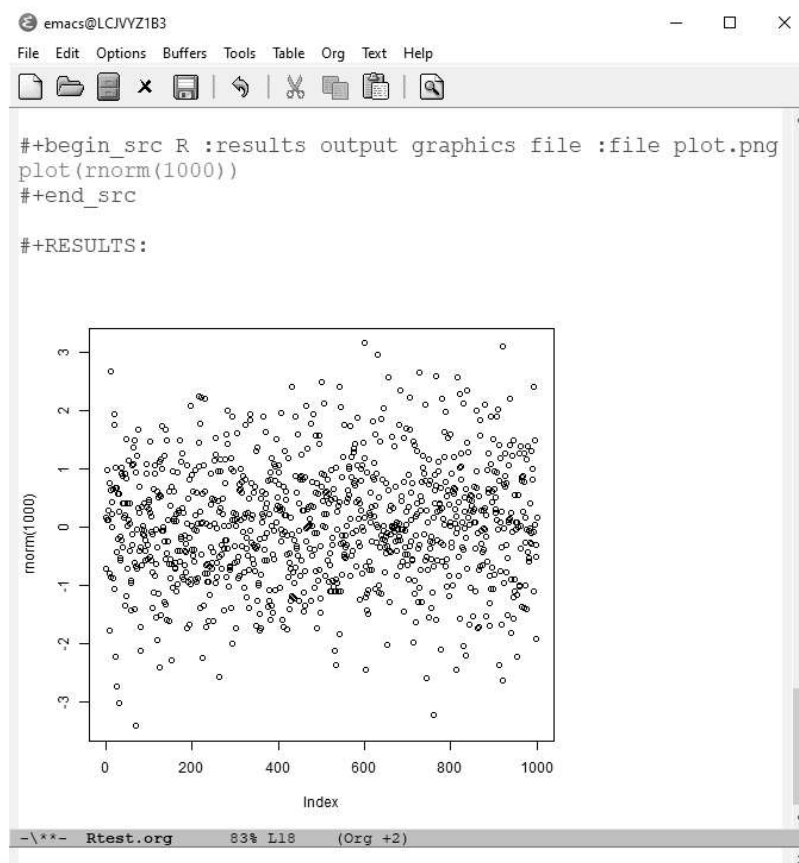 emacs@LCJVYZ1B3
File Edit Options Buffers Tools Table Org Text Help
#+begin_src R :results output graphics file :file plot.png
plot(rnorm(1000))
#+end_src
#+RESULTS:
rnorm(1000)
3
2
1
0
-1
-2
-3
0 200 400 600 800 1000
Index
-\**- Rtest.org 83% L18 (Org +2)